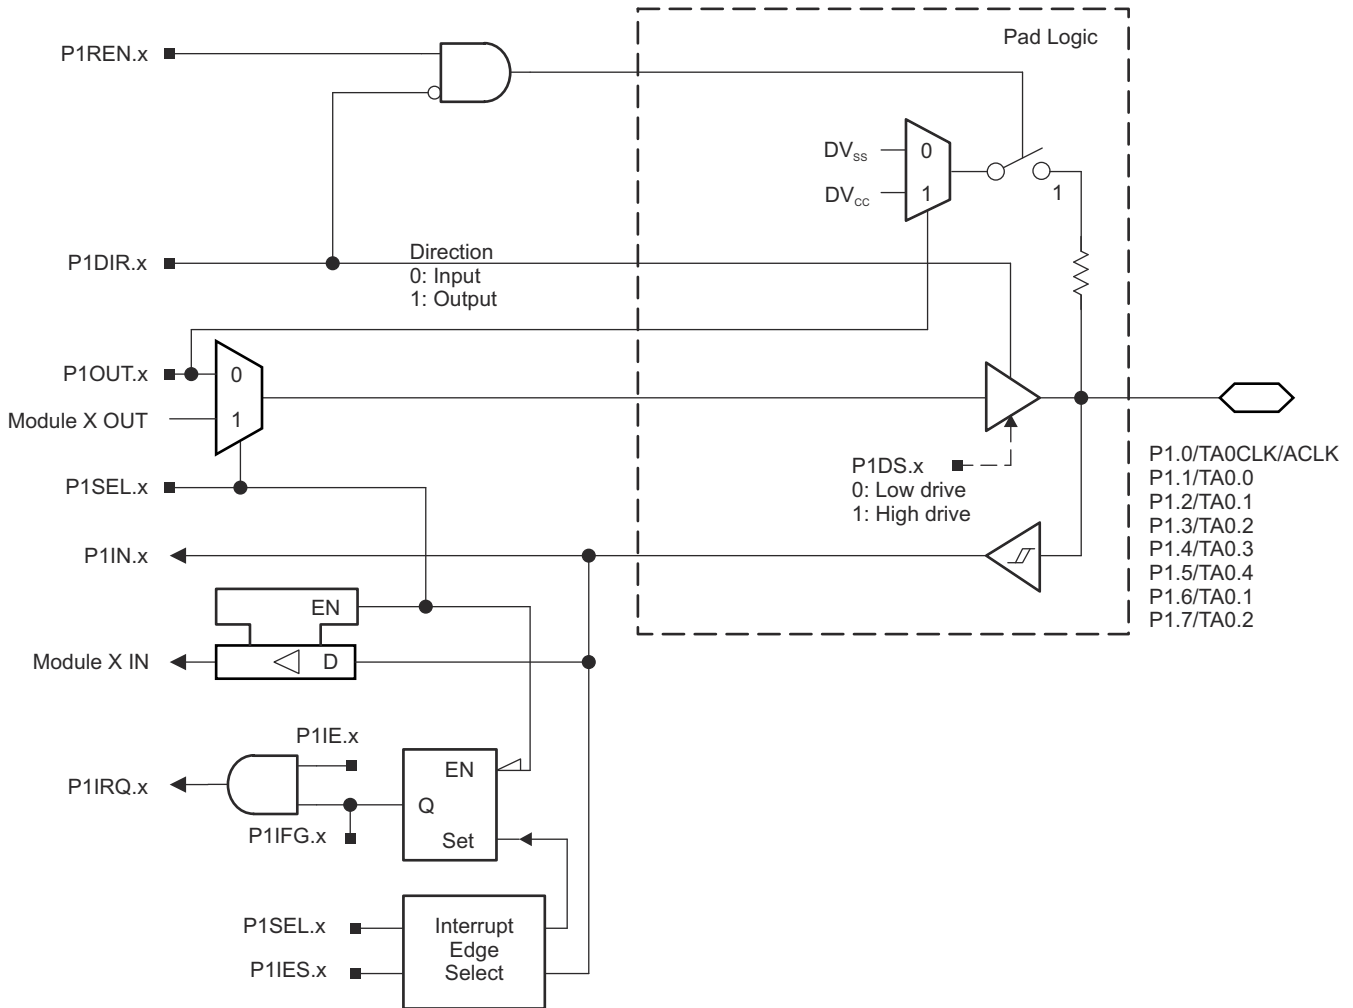 P1REN.x
Pad Logic
DVSS
0
DVCC
1
1
P1DIR.x
Direction
0: Input
1: Output
P1OUT.x
0
Module X OUT
1
P1DS.x
0: Low drive
1: High drive
P1.0/TA0CLK/ACLK
P1.1/TA0.0
P1.2/TA0.1
P1.3/TA0.2
P1.4/TA0.3
P1.5/TA0.4
P1.6/TA0.1
P1.7/TA0.2
P1SEL.x
P1IN.x
EN
Module X IN
D
P1IE.x
P1IRQ.x
EN
Q
P1IFG.x
Set
P1SEL.x
Interrupt
Edge
Select
P1IES.x